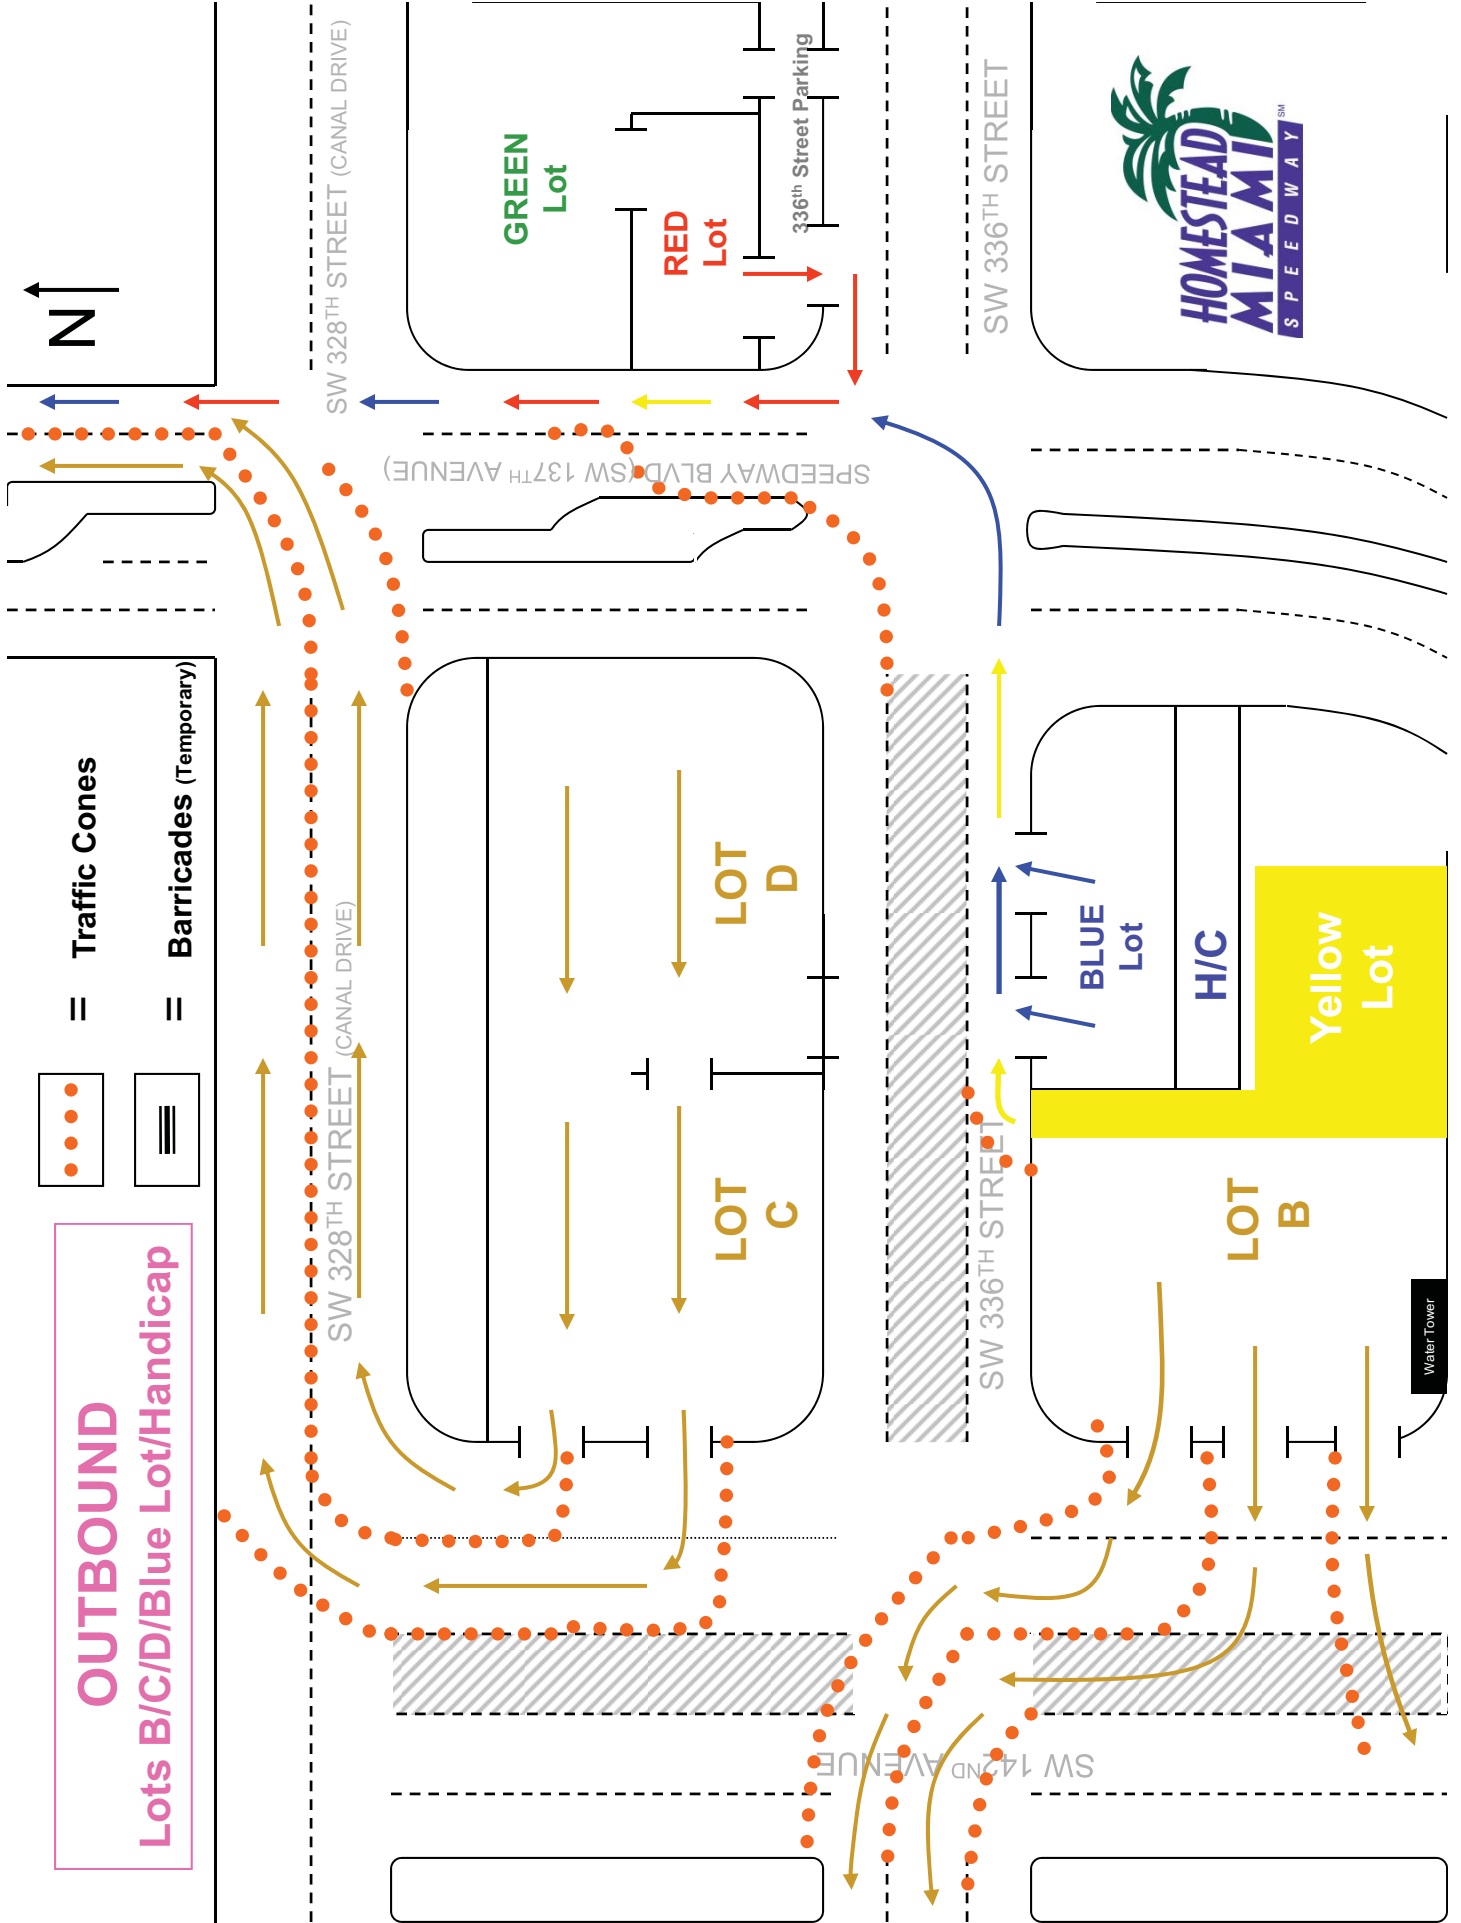 OUTBOUND
Lots B/C/D/Blue Lot/Handicap
= Traffic Cones
= Barricades (Temporary)
N
SW 328TH STREET (CANAL DRIVE)
SW 328TH STREET (CANAL DRIVE)
GREEN
Lot
RED
Lot
336th Street Parking
SPEEDWAY BLVD (SW 137TH AVENUE)
LOT
C
LOT
D
SW 336TH STREET
SW 336TH STREET
SW 142ND AVENUE
LOT
B
BLUE
Lot
H/C
Yellow
Lot
Water Tower
HOMESTEAD
MIAMI
SPEEDWAY
SM